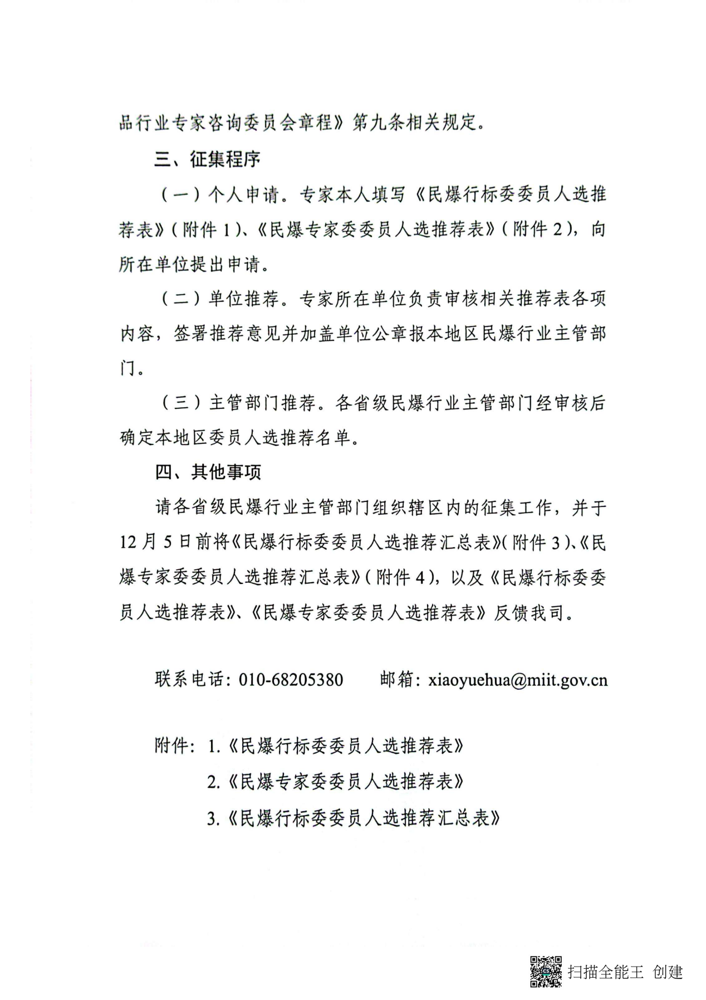 品行业专家咨询委员会章程》第九条相关规定。
三、征集程序
（一）个人申请。专家本人填写《民爆行标委委员人选推
荐表》（附件 1）、《民爆专家委委员人选推荐表》（附件 2），向
所在单位提出申请。
（二）单位推荐。专家所在单位负责审核相关推荐表各项
内容，签署推荐意见并加盖单位公章报本地区民爆行业主管部
门。
（三）主管部门推荐。各省级民爆行业主管部门经审核后
确定本地区委员人选推荐名单。
四、其他事项
请各省级民爆行业主管部门组织辖区内的征集工作，并于
12 月 5 日前将《民爆行标委委员人选推荐汇总表》（附件 3）、《民
爆专家委委员人选推荐汇总表》（附件 4），以及《民爆行标委委
员人选推荐表》、《民爆专家委委员人选推荐表》反馈我司。
联系电话：010-68205380 邮箱：xiaoyuehua@miit.gov.cn
附件：1.《民爆行标委委员人选推荐表》
2.《民爆专家委委员人选推荐表》
3.《民爆行标委委员人选推荐汇总表》
CS 扫描全能王 创建